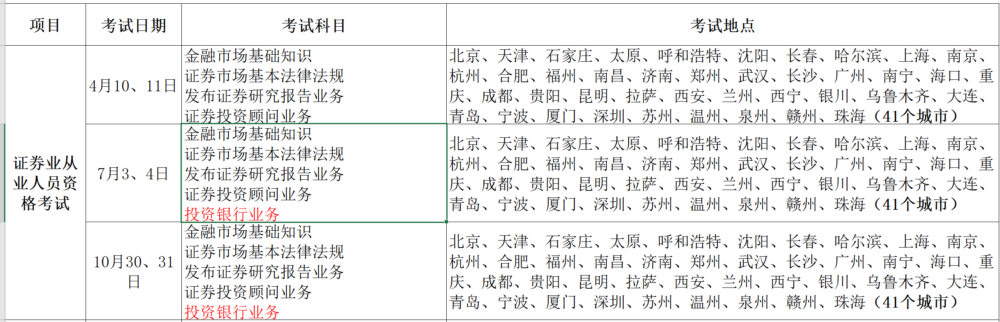 项目
考试日期
考试科目
考试地点
证券业从
业人员资
格考试
4月10、11日
金融市场基础知识
证券市场基本法律法规
发布证券研究报告业务
证券投资顾问业务
北京、天津、石家庄、太原、呼和浩特、沈阳、长春、哈尔滨、上海、南京、
杭州、合肥、福州、南昌、济南、郑州、武汉、长沙、广州、南宁、海口、重
庆、成都、贵阳、昆明、拉萨、西安、兰州、西宁、银川、乌鲁木齐、大连、
青岛、宁波、厦门、深圳、苏州、温州、泉州、赣州、珠海（41个城市）
7月3、4日
金融市场基础知识
证券市场基本法律法规
发布证券研究报告业务
证券投资顾问业务
投资银行业务
北京、天津、石家庄、太原、呼和浩特、沈阳、长春、哈尔滨、上海、南京、
杭州、合肥、福州、南昌、济南、郑州、武汉、长沙、广州、南宁、海口、重
庆、成都、贵阳、昆明、拉萨、西安、兰州、西宁、银川、乌鲁木齐、大连、
青岛、宁波、厦门、深圳、苏州、温州、泉州、赣州、珠海（41个城市）
10月30、31
日
金融市场基础知识
证券市场基本法律法规
发布证券研究报告业务
证券投资顾问业务
投资银行业务
北京、天津、石家庄、太原、呼和浩特、沈阳、长春、哈尔滨、上海、南京、
杭州、合肥、福州、南昌、济南、郑州、武汉、长沙、广州、南宁、海口、重
庆、成都、贵阳、昆明、拉萨、西安、兰州、西宁、银川、乌鲁木齐、大连、
青岛、宁波、厦门、深圳、苏州、温州、泉州、赣州、珠海（41个城市）